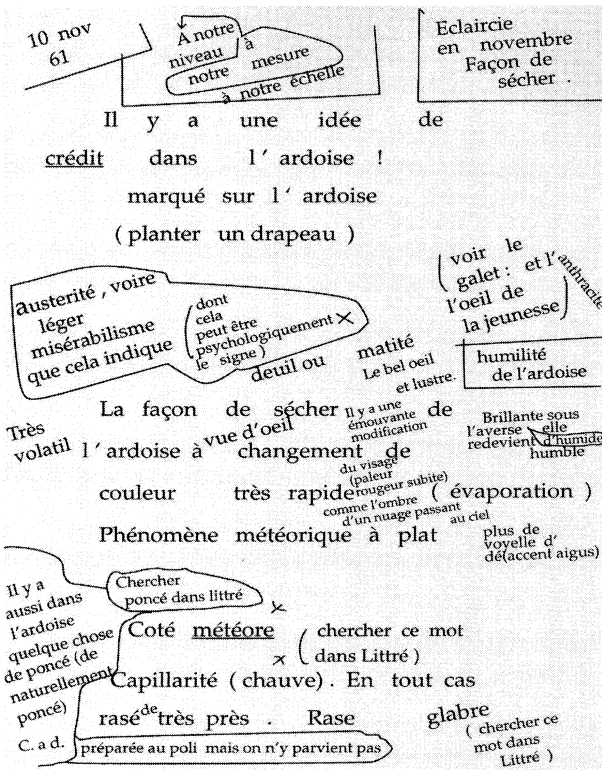 10 nov
61
A notre
niveau / à
notre mesure
à notre échelle
Eclaircie
en novembre
Façon de
sécher .
Il y a une idée de
crédit dans l' ardoise !
marqué sur l' ardoise
( planter un drapeau )
( voir le
galet : et l'anthracite
l'oeil de
la jeunesse )
austerité , voire
léger
misérabilisme
que cela indique
( dont
cela
peut être
psychologiquement
le signe )
deuil ou
matité
Le bel oeil
et lustre.
humilité
de l'ardoise
La façon de sécher de
Il y a une
émouvante
modification
Brillante sous
l'averse elle
redevient d'humide
humble
Très
volatil
l 'ardoise à vue d'oeil changement de
du visage
(paleur
rougeur subite)
comme l'ombre
d'un nuage passant
au ciel
couleur très rapide ( évaporation )
Phénomène météorique à plat
plus de
voyelle d'
dé(accent aigus)
Il y a
aussi dans
l'ardoise
quelque chose
de poncé (de
naturellement
poncé)
C. a d.
Chercher
poncé dans littré
Coté météore ( chercher ce mot
dans Littré )
Capillarité ( chauve ) . En tout cas
rasé de très près . Rase
glabre
( chercher ce
mot dans
Littré )
préparée au poli mais on n'y parvient pas